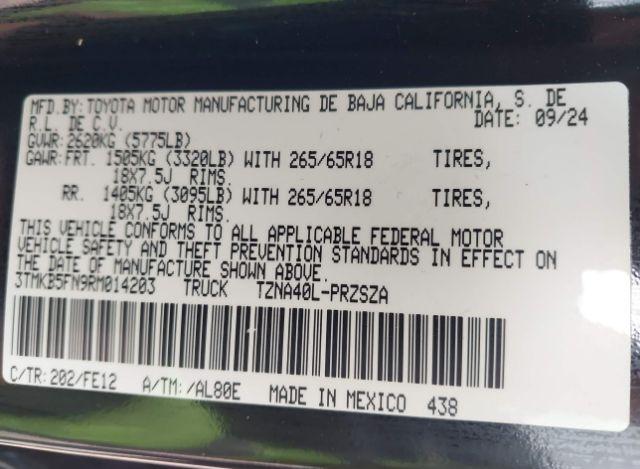 MFD.BY:TOYOTA MOTOR MANUFACTURING DE BAJA CALIFORNIA, S. DE
R.L. DE C.V. DATE: 09/24
GVWR:2620KG (5775LB)
GAWR:FRT. 1505KG (3320LB) WITH 265/65R18 TIRES,
18X7.5J RIMS.
RR. 1405KG (3095LB) WITH 265/65R18 TIRES,
18X7.5J RIMS.
THIS VEHICLE CONFORMS TO ALL APPLICABLE FEDERAL MOTOR
VEHICLE SAFETY AND THEFT PREVENTION STANDARDS IN EFFECT ON
THE DATE OF MANUFACTURE SHOWN ABOVE.
3TMKB5FN9RM014203 TRUCK TZNA40L-PRZSZA
C/TR:202/FE12 A/TM:/AL80E MADE IN MEXICO 438